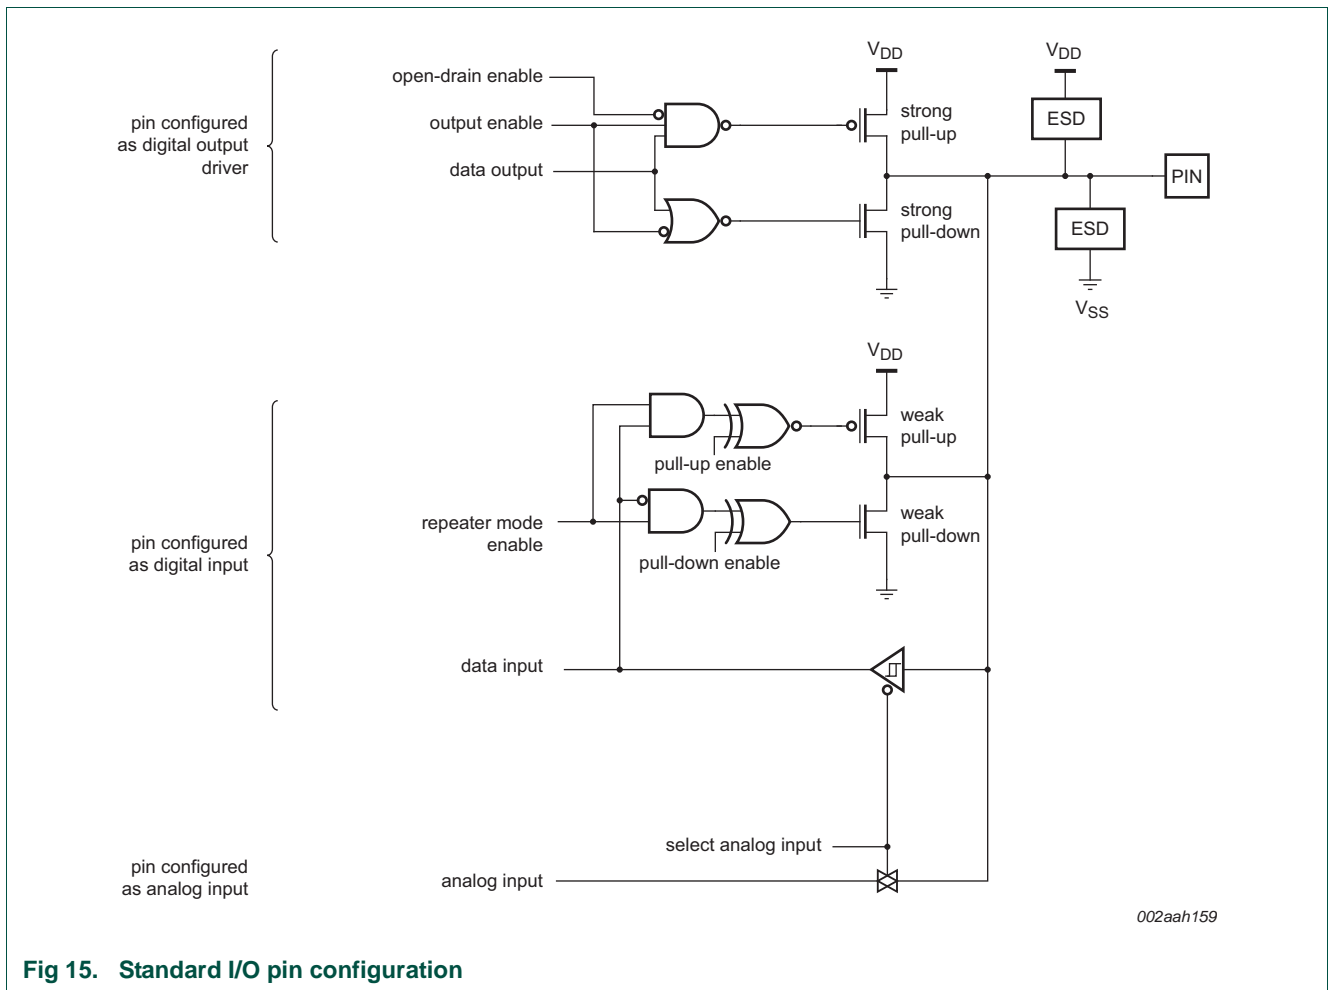 VDD
VDD
open-drain enable
strong
pull-up
ESD
pin configured
as digital output
driver
output enable
data output
PIN
strong
pull-down
ESD
VSS
VDD
weak
pull-up
pull-up enable
repeater mode
enable
weak
pull-down
pin configured
as digital input
pull-down enable
data input
select analog input
pin configured
as analog input
analog input
002aah159
Fig 15. Standard I/O pin configuration